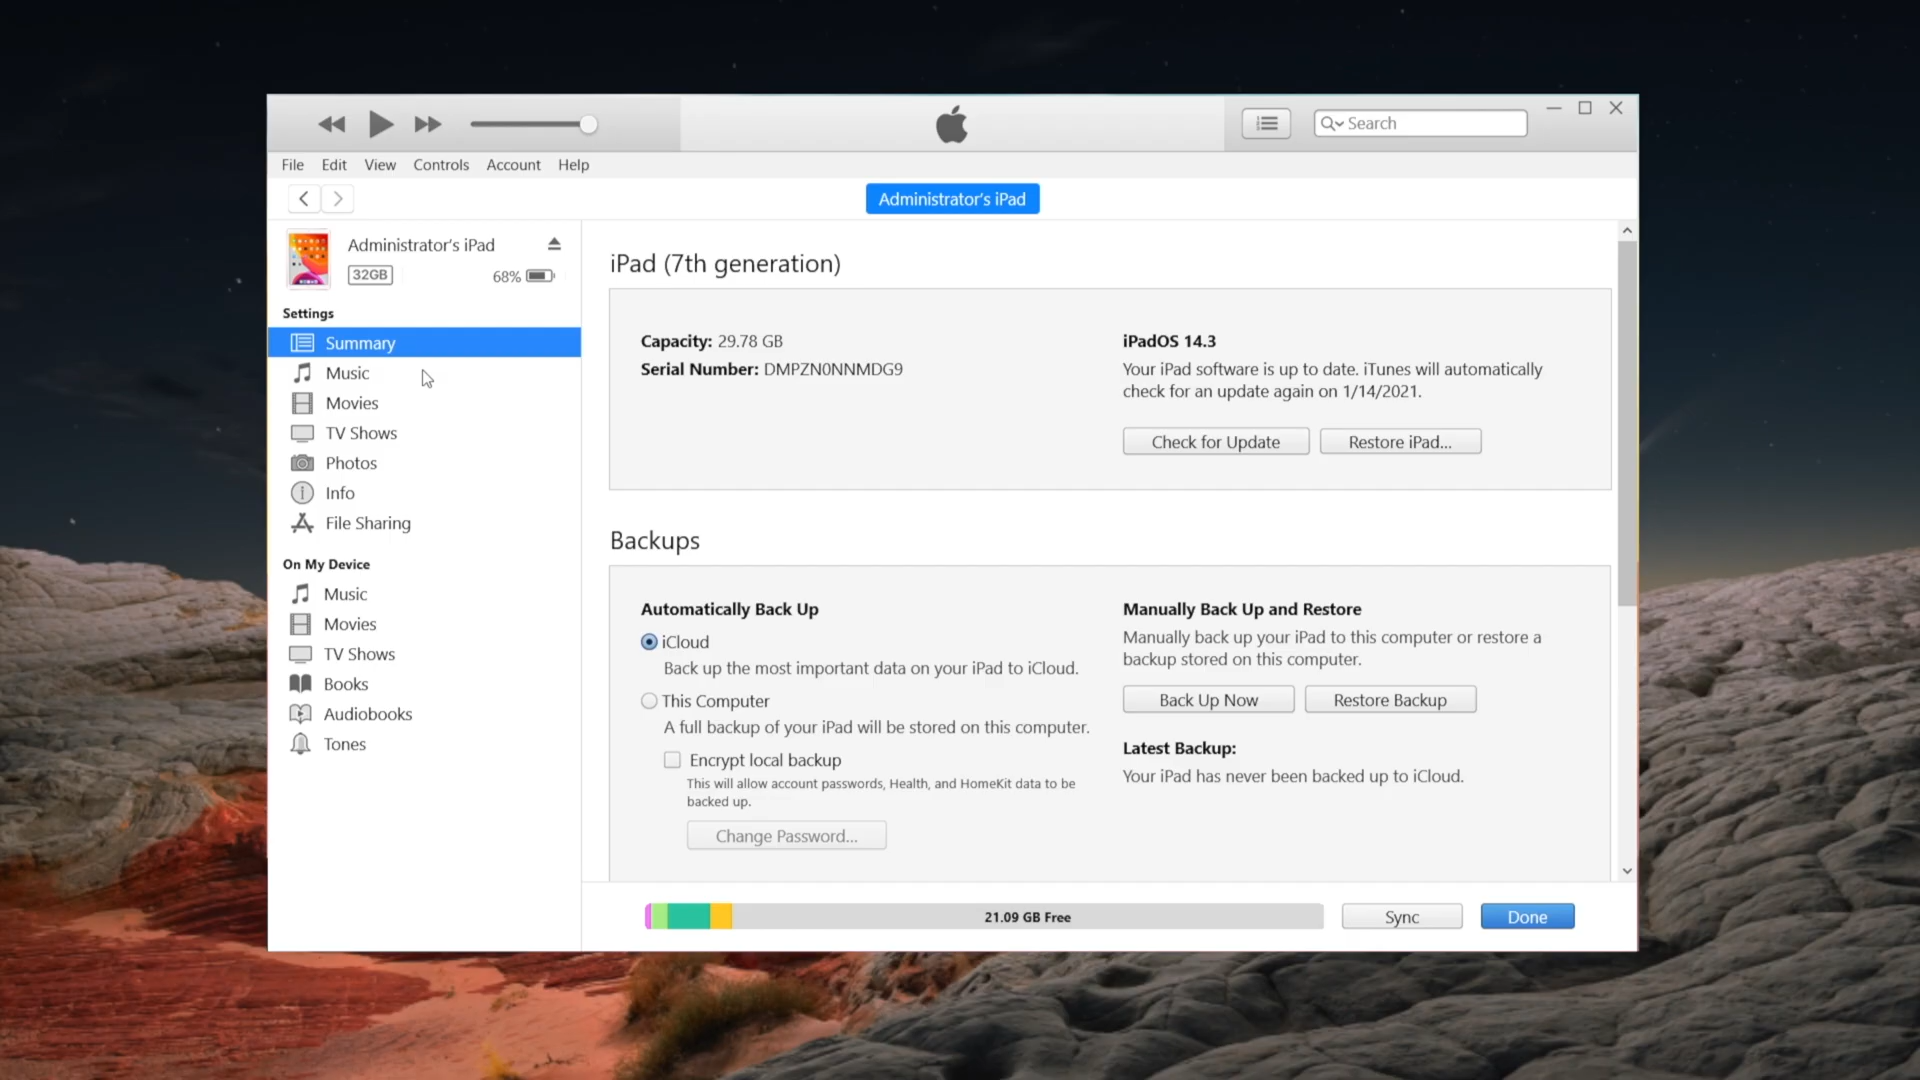 Search
File Edit View Controls Account Help
Administrator's iPad
Administrator's iPad
32GB
68%
Settings
Summary
Music
Movies
TV Shows
Photos
Info
File Sharing
On My Device
Music
Movies
TV Shows
Books
Audiobooks
Tones
iPad (7th generation)
Capacity: 29.78 GB
Serial Number: DMPZN0NNMDG9
iPadOS 14.3
Your iPad software is up to date. iTunes will automatically
check for an update again on 1/14/2021.
Check for Update
Restore iPad...
Backups
Automatically Back Up
iCloud
Back up the most important data on your iPad to iCloud.
This Computer
A full backup of your iPad will be stored on this computer.
Encrypt local backup
This will allow account passwords, Health, and HomeKit data to be
backed up.
Change Password...
Manually Back Up and Restore
Manually back up your iPad to this computer or restore a
backup stored on this computer.
Back Up Now
Restore Backup
Latest Backup:
Your iPad has never been backed up to iCloud.
21.09 GB Free
Sync
Done